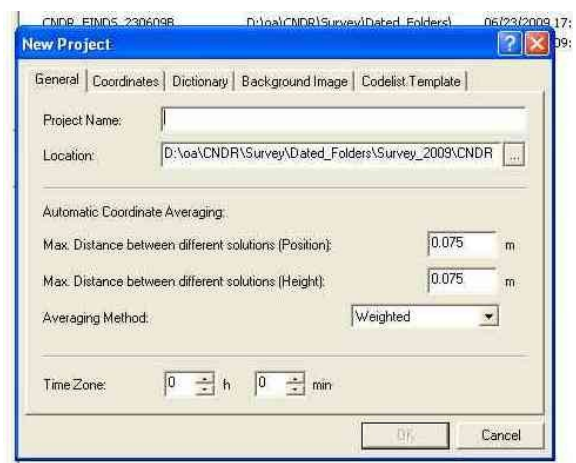 CNDR_FINDS_230609B D:\oa\CNDR\Survey\Dated_Folders\ 06/23/2009 17:
New Project ? X 09:
General Coordinates Dictionary Background Image Codelist Template
Project Name:
Location: D:\oa\CNDR\Survey\Dated_Folders\Survey_2009\CNDR ...
Automatic Coordinate Averaging:
Max. Distance between different solutions (Position): 0.075 m
Max. Distance between different solutions (Height): 0.075 m
Averaging Method: Weighted
Time Zone: 0 h 0 min
OK Cancel